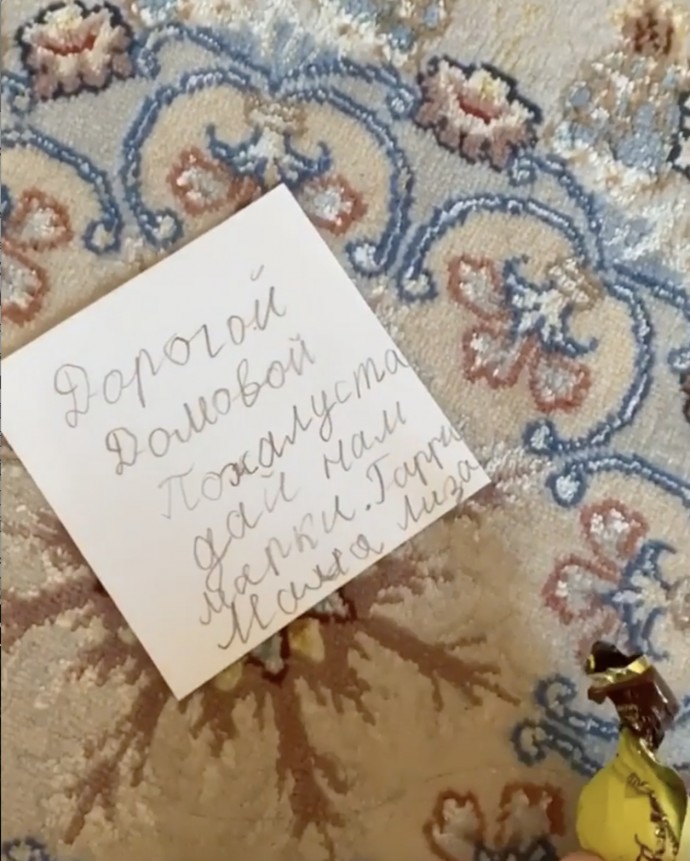 Дорогой
Домовой
Пожалуста
дай нам
марки. Гарри
Маша Лиза